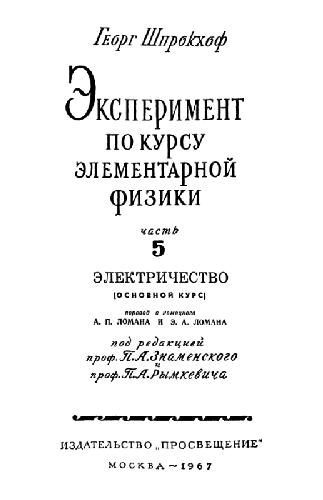 Георг Шпрокхоф
Эксперимент
по курсу
элементарной
физики
часть
5
электричество
(основной курс)
перевод с немецкого
А. П. ЛОМАНА И Э. А. ЛОМАНА
под редакцией
проф. П.А. Знаменского
и
проф. П.А. Рымкевича
ИЗДАТЕЛЬСТВО „ПРОСВЕЩЕНИЕ"
МОСКВА — 1967